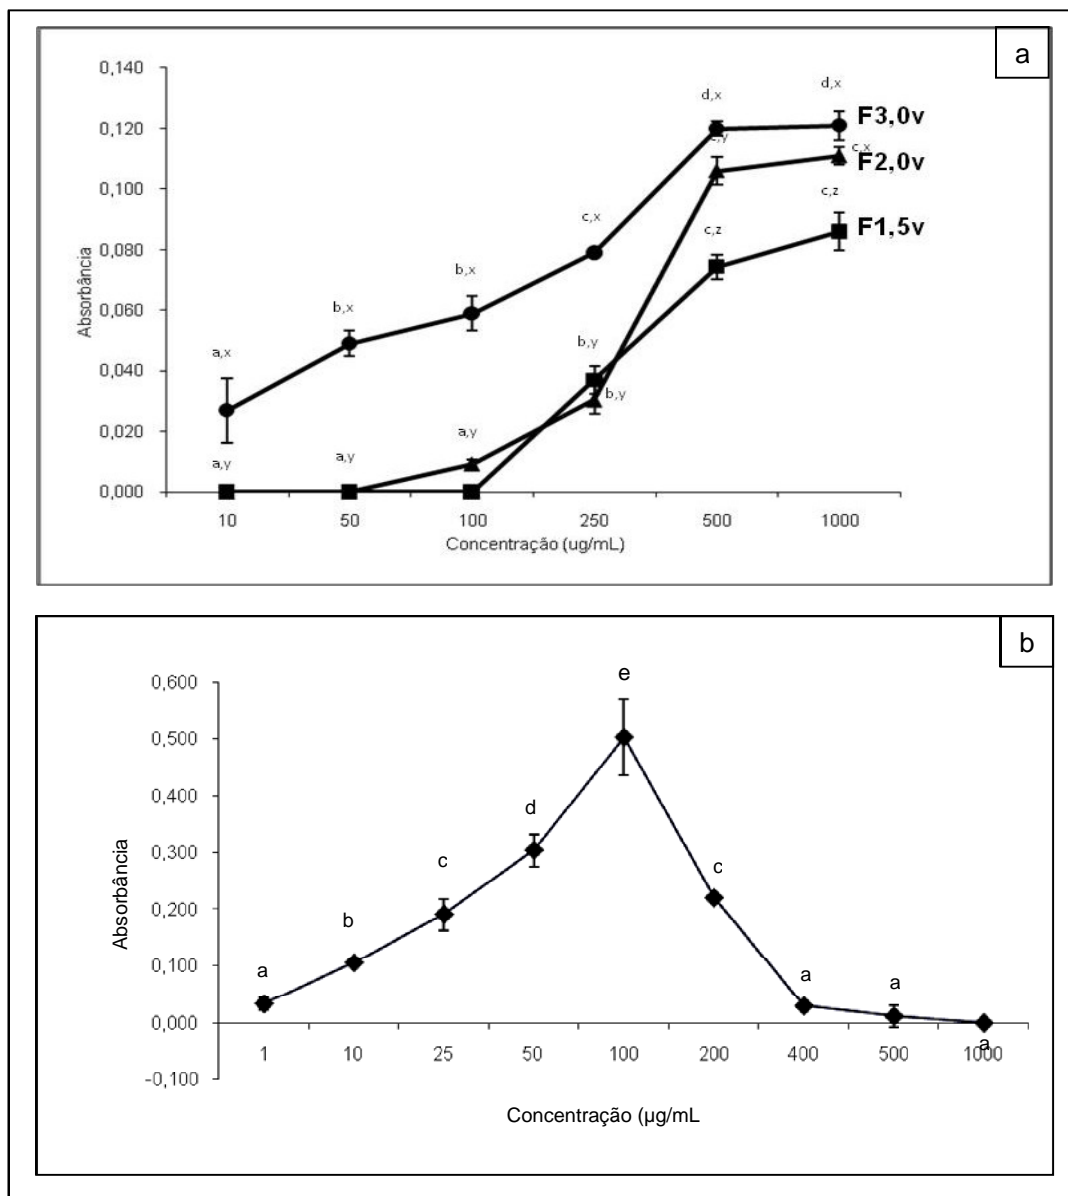 a
0,140
d,x
d,x
F3,0v
0,120
c,x
F2,0v
0,100
c,z
c,x
F1,5v
c,z
0,080
b,x
0,060
b,x
b,y
a,x
0,040
b,y
a,y
0,020
a,y
a,y
0,000
Absorbância
10 50 100 250 500 1000
Concentração (ug/mL)
b
0,600
e
0,500
0,400
d
0,300
c
c
0,200
b
0,100
a
a
a
0,000
a
1 10 25 50 100 200 400 500 1000
-0,100
Absorbância
Concentração (µg/mL